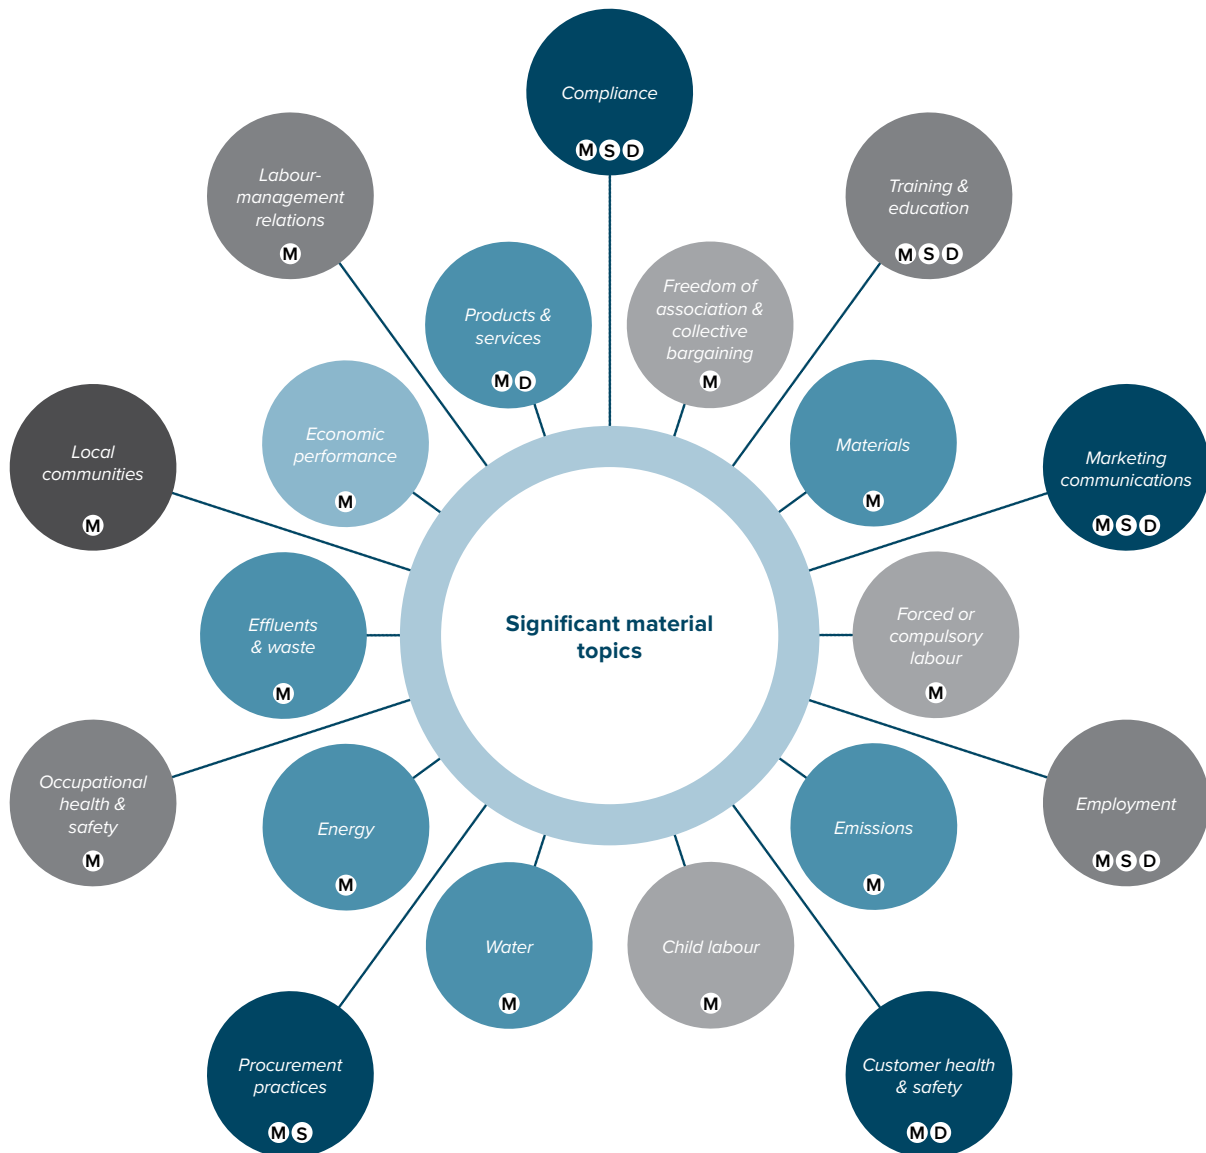 Compliance
M S D
Labour-
management
relations
M
Training &
education
M S D
Products &
services
M D
Freedom of
association &
collective
bargaining
M
Economic
performance
M
Materials
M
Local
communities
M
Marketing
communications
M S D
Effluents
& waste
M
Significant material
topics
Forced or
compulsory
labour
M
Occupational
health &
safety
M
Energy
M
Emissions
M
Employment
M S D
Water
M
Child labour
M
Procurement
practices
M S
Customer health
& safety
M D